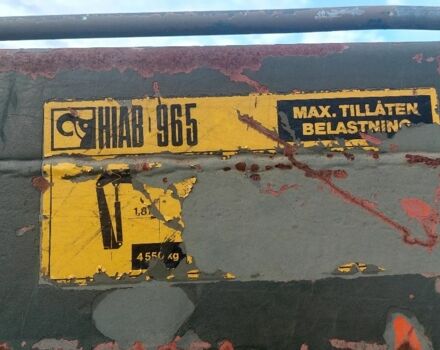 HIAB 965
MAX. TILLÅTEN
BELASTNING
4550 kg